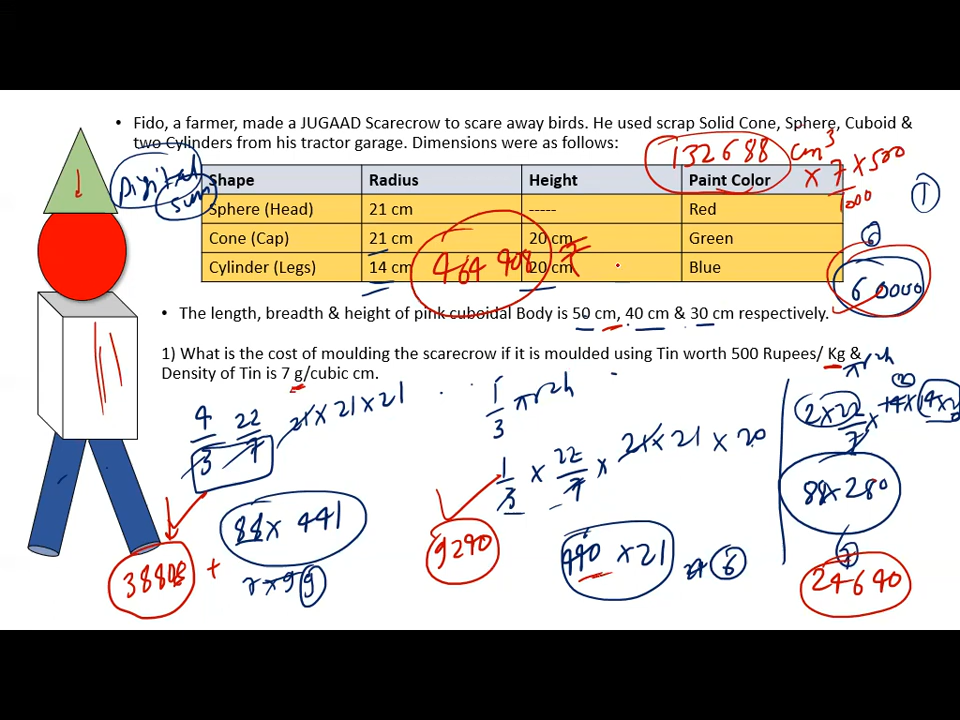 • Fido, a farmer, made a JUGAAD Scarecrow to scare away birds. He used scrap Solid Cone, Sphere, Cuboid &
two Cylinders from his tractor garage. Dimensions were as follows:
132688 cm³
x 7 x 500
1000
1
Digital
sum
Shape Radius Height Paint Color
Sphere (Head) 21 cm ----- Red
Cone (Cap) 21 cm 20 cm Green
Cylinder (Legs) 14 cm 20 cm Blue
464 408 ₹
6
60000
• The length, breadth & height of pink cuboidal Body is 50 cm, 40 cm & 30 cm respectively.
1) What is the cost of moulding the scarecrow if it is moulded using Tin worth 500 Rupees/ Kg &
Density of Tin is 7 g/cubic cm.
4/3 22/7 21 x 21 x 21
1/3 πr2h
πr2h
1/3 x 22/7 x 21 x 21 x 20
2 x 22/7 x 14 x 14 x 20
88 x 441
440 x 21
6
88 x 280
38808 +
9240
24640